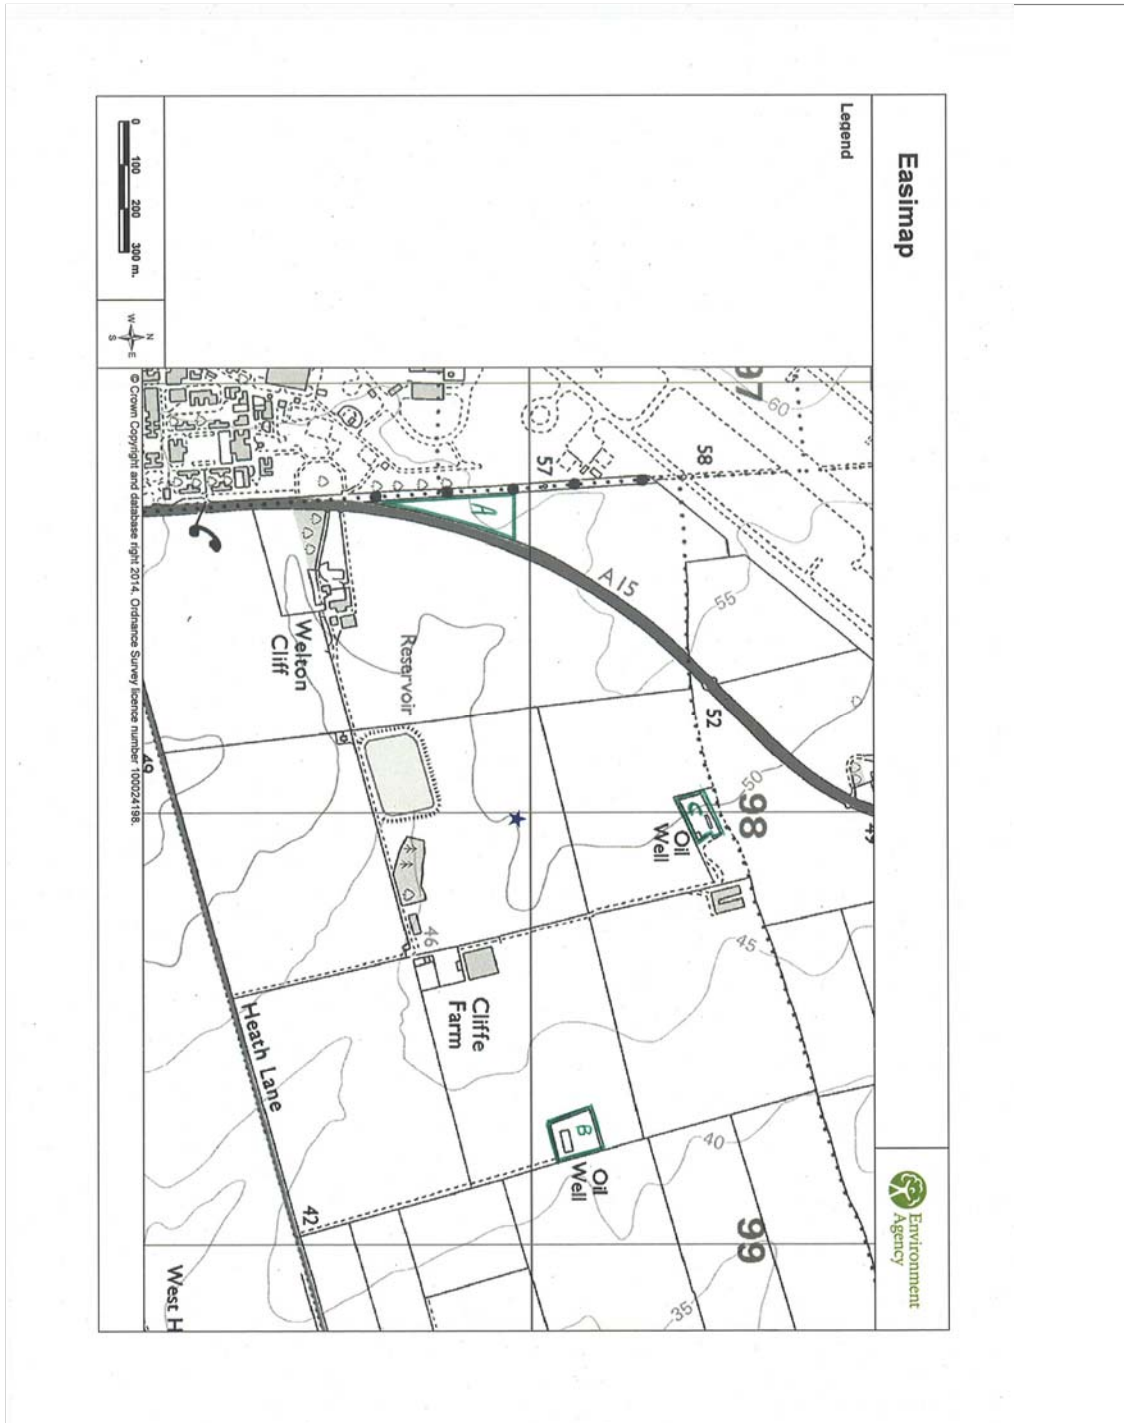 Easimap
Legend
Environment
Agency
0 100 200 300 m.
N
W E
S
97
60
58
57
A
A15
55
52
50
98
C
Oil
Well
45
Reservoir
Welton
Cliff
46
Cliffe
Farm
49
Heath Lane
B
Oil
Well
40
99
42
35
West H
© Crown Copyright and database right 2014. Ordnance Survey licence number 100024198.